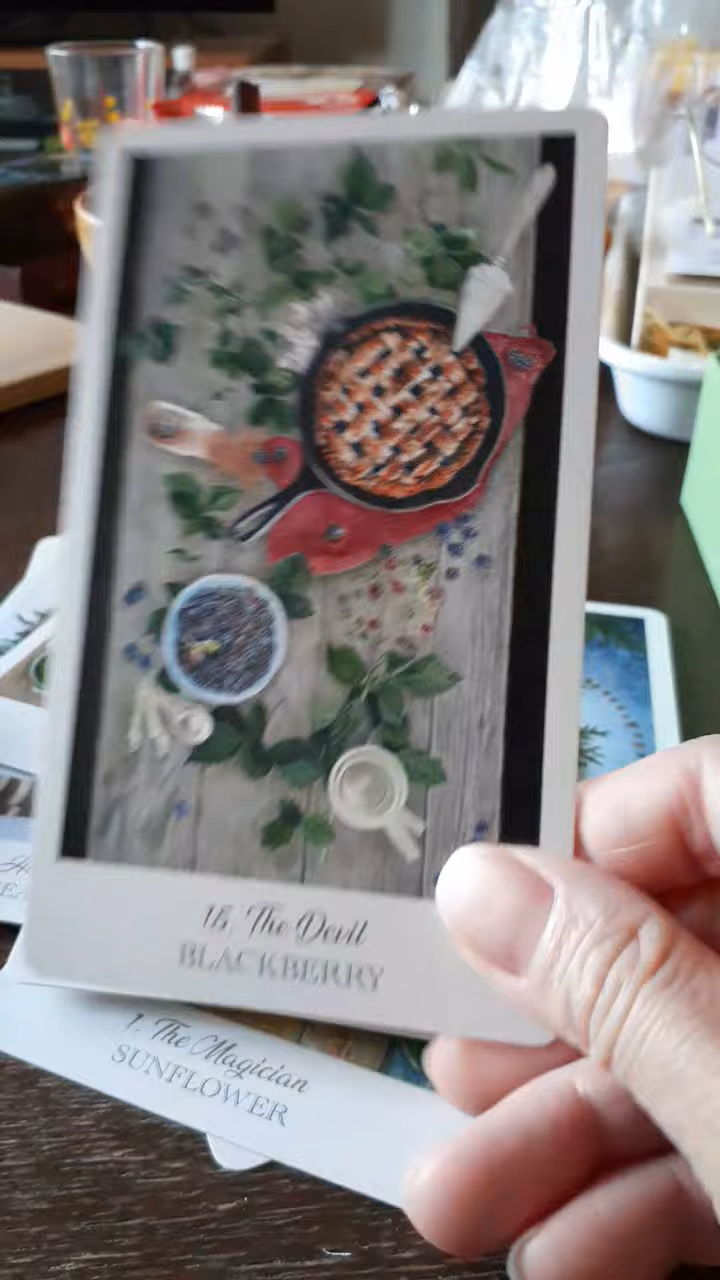 15. The Devil
BLACKBERRY
1. The Magician
SUNFLOWER